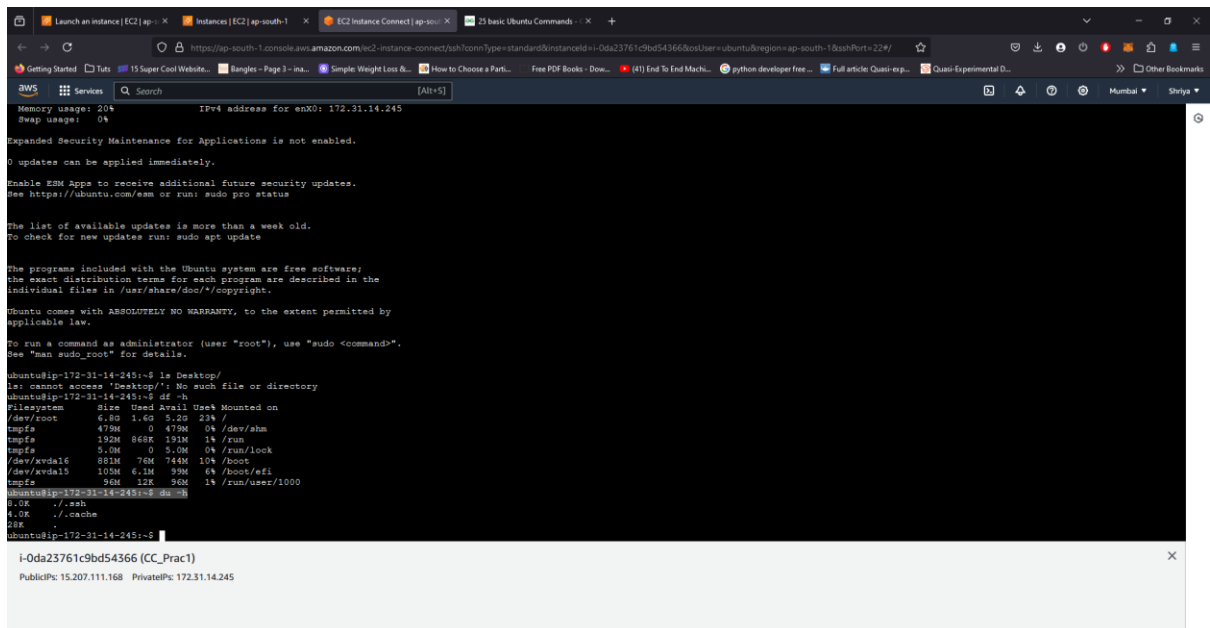 Launch an instance | EC2 | ap-s
Instances | EC2 | ap-south-1
EC2 Instance Connect | ap-sout
25 basic Ubuntu Commands -
https://ap-south-1.console.aws.amazon.com/ec2-instance-connect/ssh?connType=standard&instanceId=i-0da23761c9bd54366&osUser=ubuntu&region=ap-south-1&sshPort=22#/
Getting Started Tuts 15 Super Cool Website... Bangles – Page 3 – ina... Simple: Weight Loss &... How to Choose a Parti... Free PDF Books - Dow... (41) End To End Machi... python developer free ... Full article: Quasi-exp... Quasi-Experimental D... Other Bookmarks
aws Services Search [Alt+S] Mumbai Shriya
Memory usage: 20% IPv4 address for enX0: 172.31.14.245
Swap usage: 0%
Expanded Security Maintenance for Applications is not enabled.
0 updates can be applied immediately.
Enable ESM Apps to receive additional future security updates.
See https://ubuntu.com/esm or run: sudo pro status
The list of available updates is more than a week old.
To check for new updates run: sudo apt update
The programs included with the Ubuntu system are free software;
the exact distribution terms for each program are described in the
individual files in /usr/share/doc/*/copyright.
Ubuntu comes with ABSOLUTELY NO WARRANTY, to the extent permitted by
applicable law.
To run a command as administrator (user "root"), use "sudo <command>".
See "man sudo_root" for details.
ubuntu@ip-172-31-14-245:~$ ls Desktop/
ls: cannot access 'Desktop/': No such file or directory
ubuntu@ip-172-31-14-245:~$ df -h
Filesystem Size Used Avail Use% Mounted on
/dev/root 6.8G 1.6G 5.2G 23% /
tmpfs 479M 0 479M 0% /dev/shm
tmpfs 192M 868K 191M 1% /run
tmpfs 5.0M 0 5.0M 0% /run/lock
/dev/xvda16 881M 76M 744M 10% /boot
/dev/xvda15 105M 6.1M 99M 6% /boot/efi
tmpfs 96M 12K 96M 1% /run/user/1000
ubuntu@ip-172-31-14-245:~$ du -h
8.0K ./.ssh
4.0K ./.cache
28K .
ubuntu@ip-172-31-14-245:~$
i-0da23761c9bd54366 (CC_Prac1)
PublicIPs: 15.207.111.168 PrivateIPs: 172.31.14.245